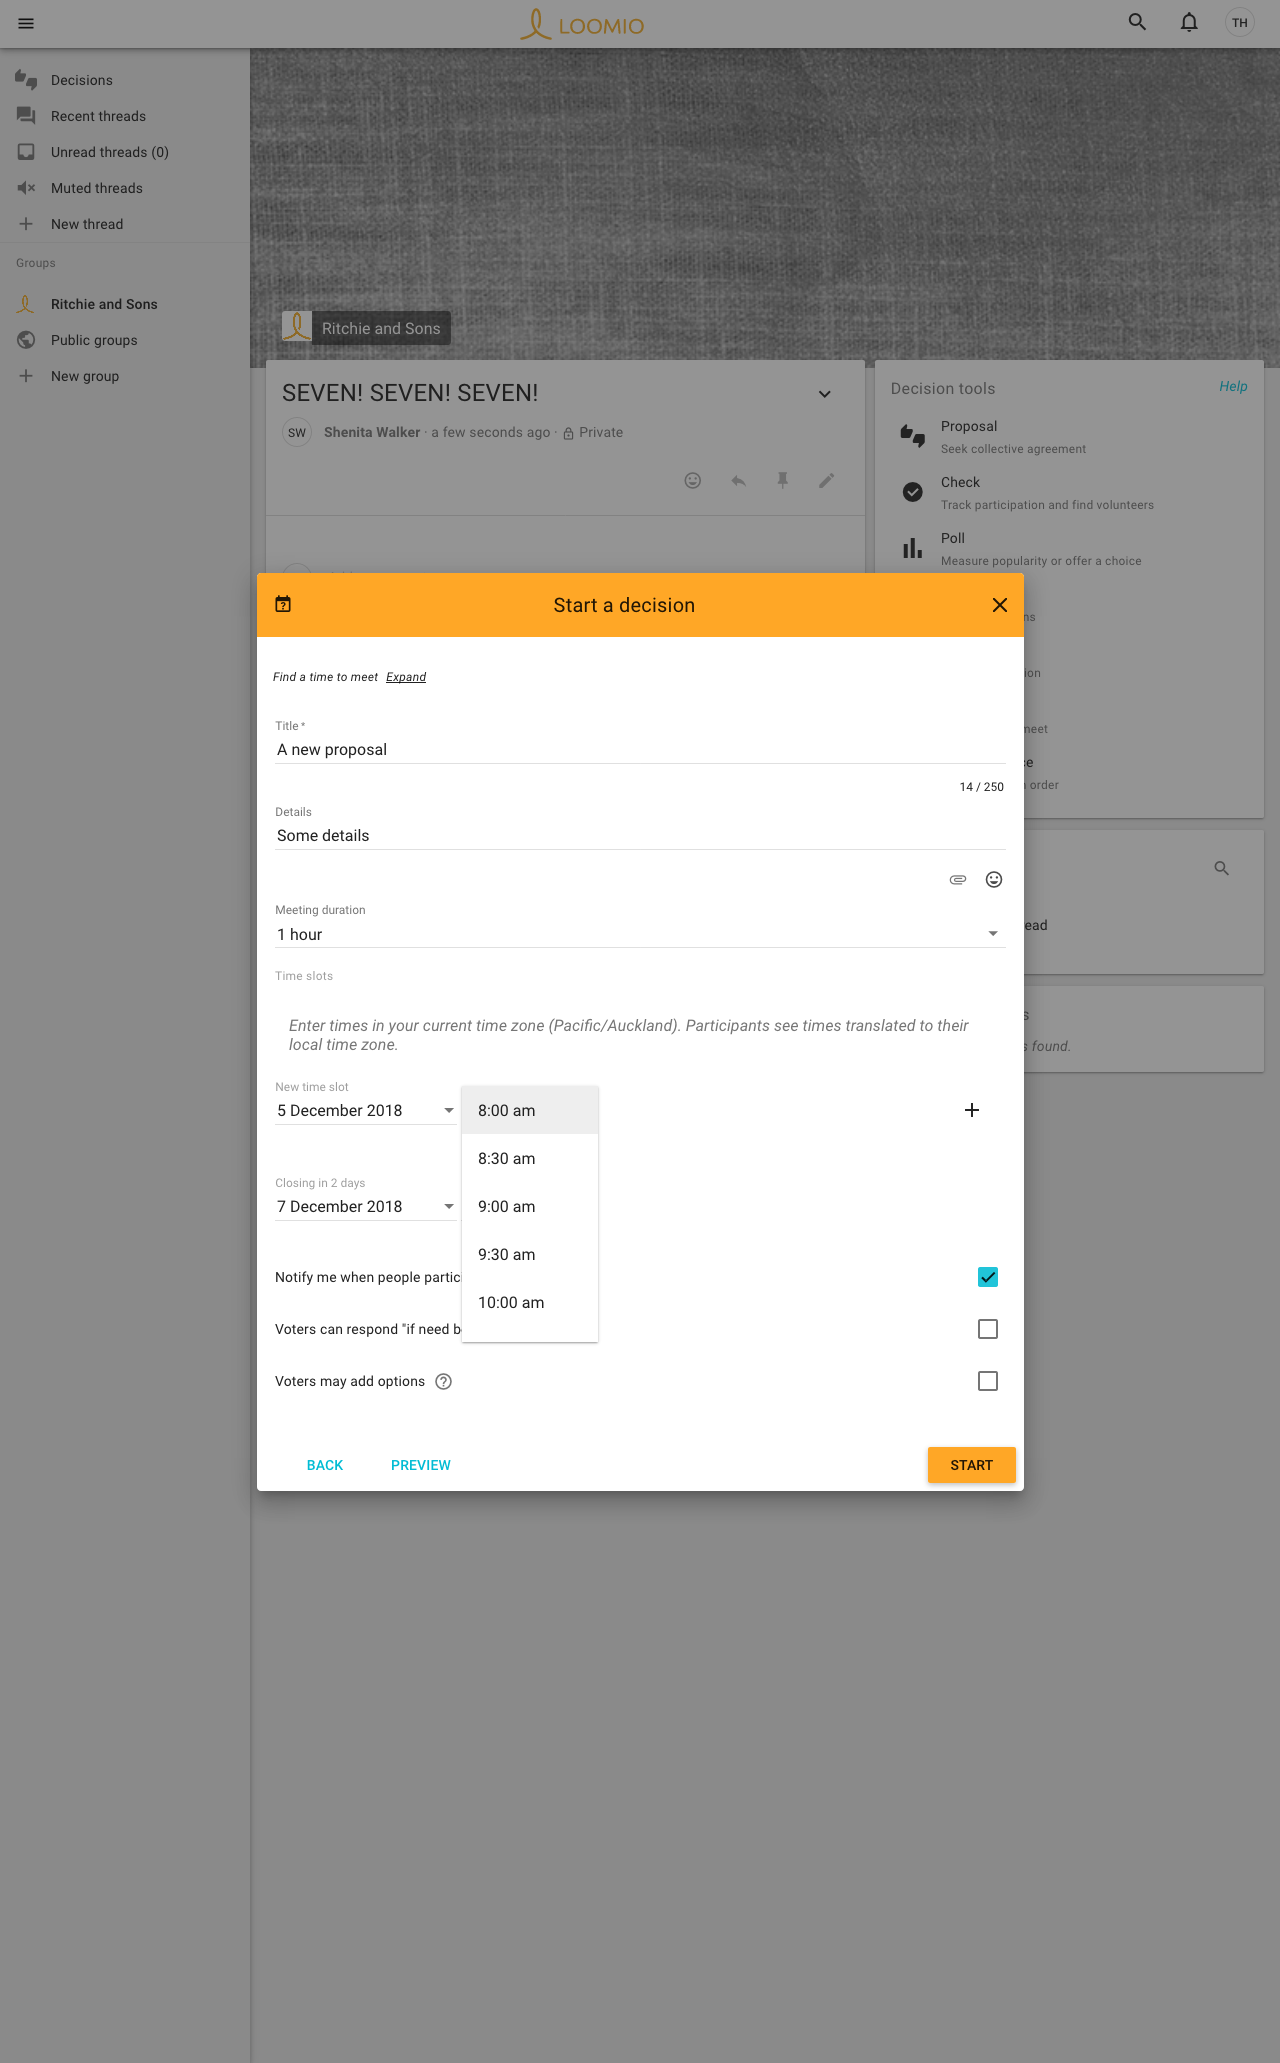 LOOMIO
TH
Decisions
Recent threads
Unread threads (0)
Muted threads
New thread
Groups
Ritchie and Sons
Public groups
New group
Ritchie and Sons
SEVEN! SEVEN! SEVEN!
SW
Shenita Walker · a few seconds ago · Private
Decision tools
Help
Proposal
Seek collective agreement
Check
Track participation and find volunteers
Poll
Measure popularity or offer a choice
Start a decision
Find a time to meet Expand
Title *
A new proposal
14 / 250
Details
Some details
Meeting duration
1 hour
Time slots
Enter times in your current time zone (Pacific/Auckland). Participants see times translated to their
local time zone.
New time slot
5 December 2018
8:00 am
8:30 am
9:00 am
9:30 am
10:00 am
Closing in 2 days
7 December 2018
Notify me when people partic
Voters can respond "if need b
Voters may add options
BACK
PREVIEW
START
ns
ion
meet
ce
order
ead
s
s found.